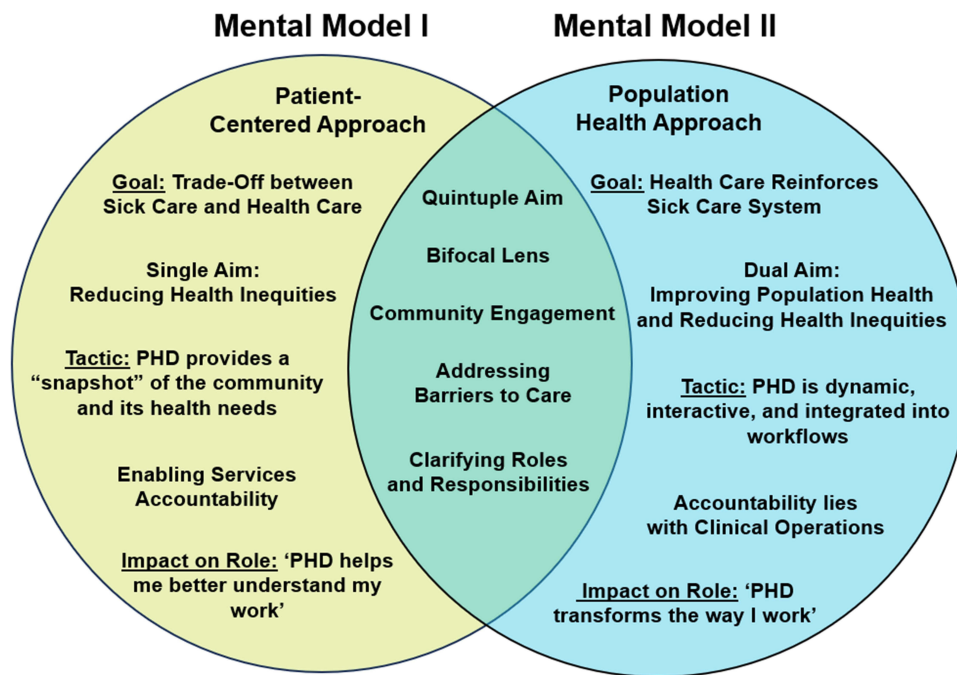 Mental Model I
Mental Model II
Patient-
Centered Approach
Goal: Trade-Off between
Sick Care and Health Care
Single Aim:
Reducing Health Inequities
Tactic: PHD provides a
“snapshot” of the community
and its health needs
Enabling Services
Accountability
Impact on Role: ‘PHD helps
me better understand my
work’
Quintuple Aim
Bifocal Lens
Community Engagement
Addressing
Barriers to Care
Clarifying Roles
and Responsibilities
Population
Health Approach
Goal: Health Care Reinforces
Sick Care System
Dual Aim:
Improving Population Health
and Reducing Health Inequities
Tactic: PHD is dynamic,
interactive, and integrated into
workflows
Accountability lies
with Clinical Operations
Impact on Role: ‘PHD
transforms the way I work’